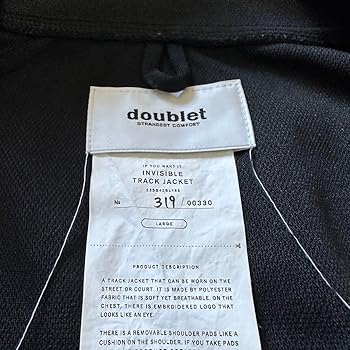 doublet
STRANGEST COMFORT
IF YOU WANT IT,
INVISIBLE
TRACK JACKET
№ 319 /00330
LARGE
PRODUCT DESCRIPTION
A TRACK JACKET THAT CAN BE WORN ON THE
STREET OR COURT. IT IS MADE BY POLYESTER
FABRIC THAT IS SOFT YET BREATHABLE. ON THE
CHEST, THERE IS EMBROIDERED LOGO THAT
LOOKS LIKE AN EYE.
THERE IS A REMOVABLE SHOULDER PADS LIKE A
CUSHION ON THE SHOULDER. IF YOU TAKE